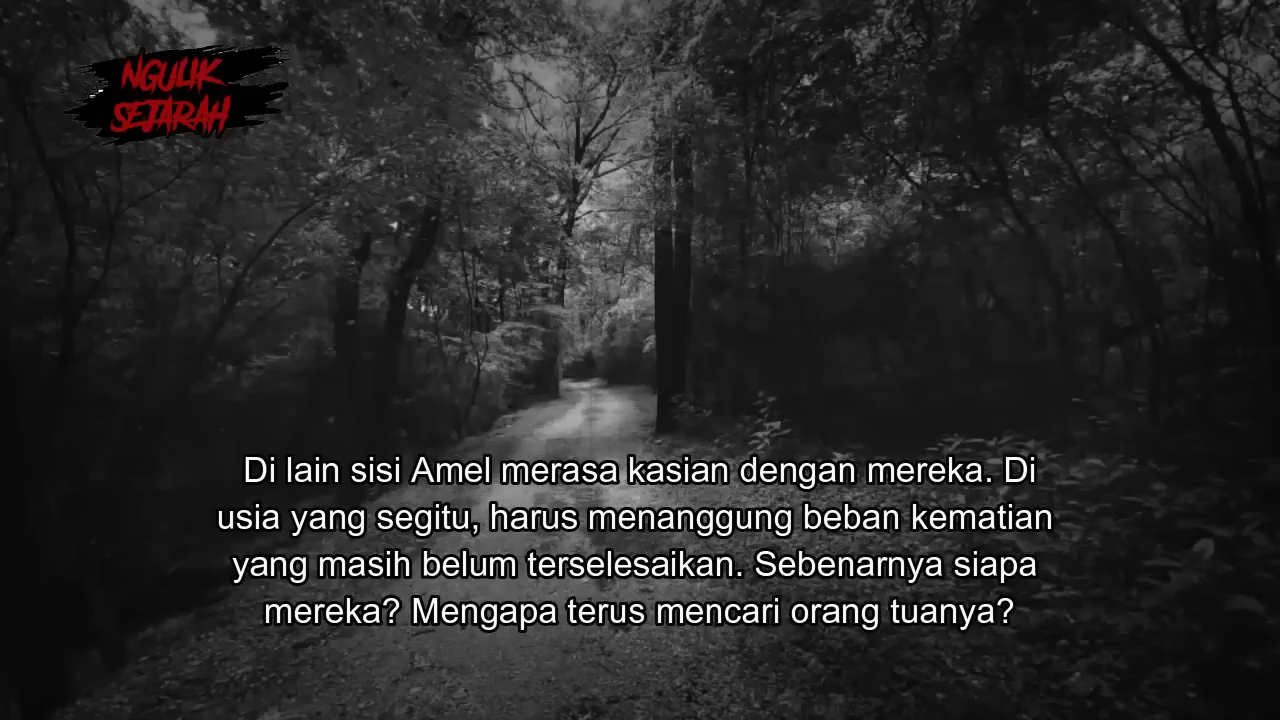 NGULIK
SEJARAH
Di lain sisi Amel merasa kasian dengan mereka. Di
usia yang segitu, harus menanggung beban kematian
yang masih belum terselesaikan. Sebenarnya siapa
mereka? Mengapa terus mencari orang tuanya?